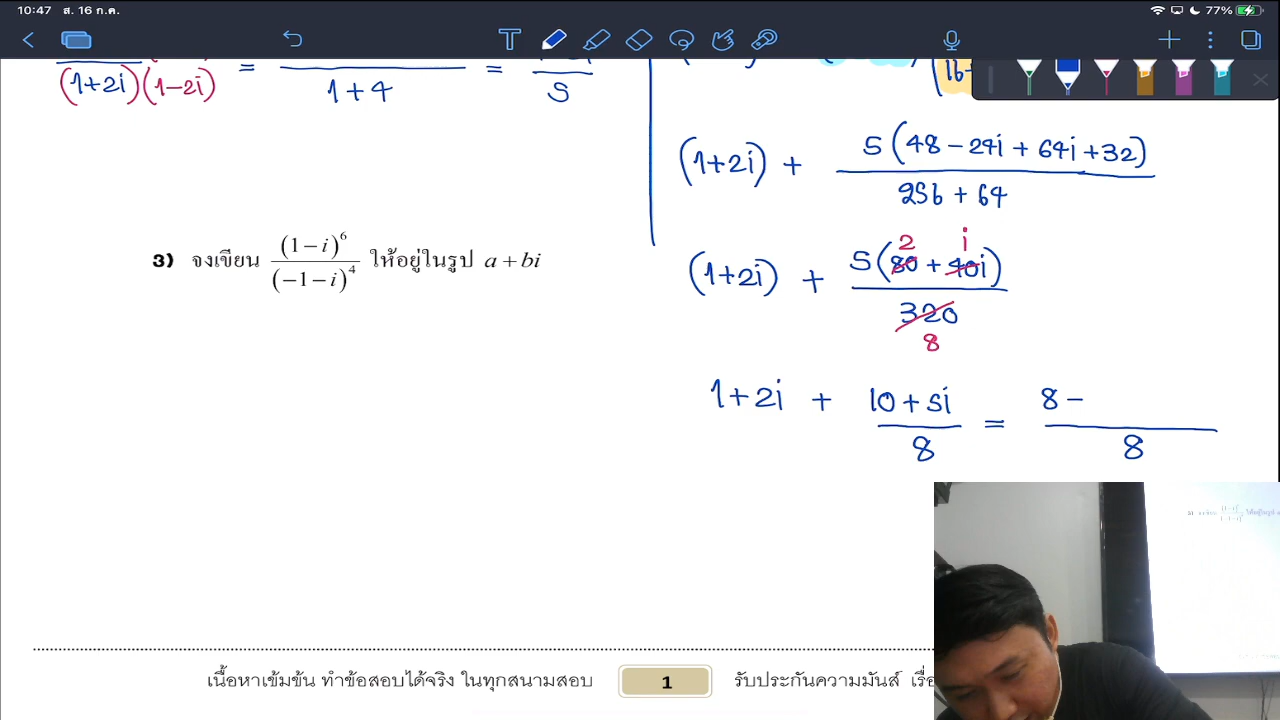 10:47 ส. 16 ก.ค. 77%
(1+2i)(1-2i) = 1+4 = 5
(1+2i) + 5(48-24i+64i+32)
256+64
2 i
(1+2i) + 5(80+40i)
320
8
3) จงเขียน (1−i)⁶ / (−1−i)⁴ ให้อยู่ในรูป a+bi
1+2i + 10+5i / 8 = 8- / 8
เนื้อหาเข้มข้น ทำข้อสอบได้จริง ในทุกสนามสอบ 1 รับประกันความมันส์